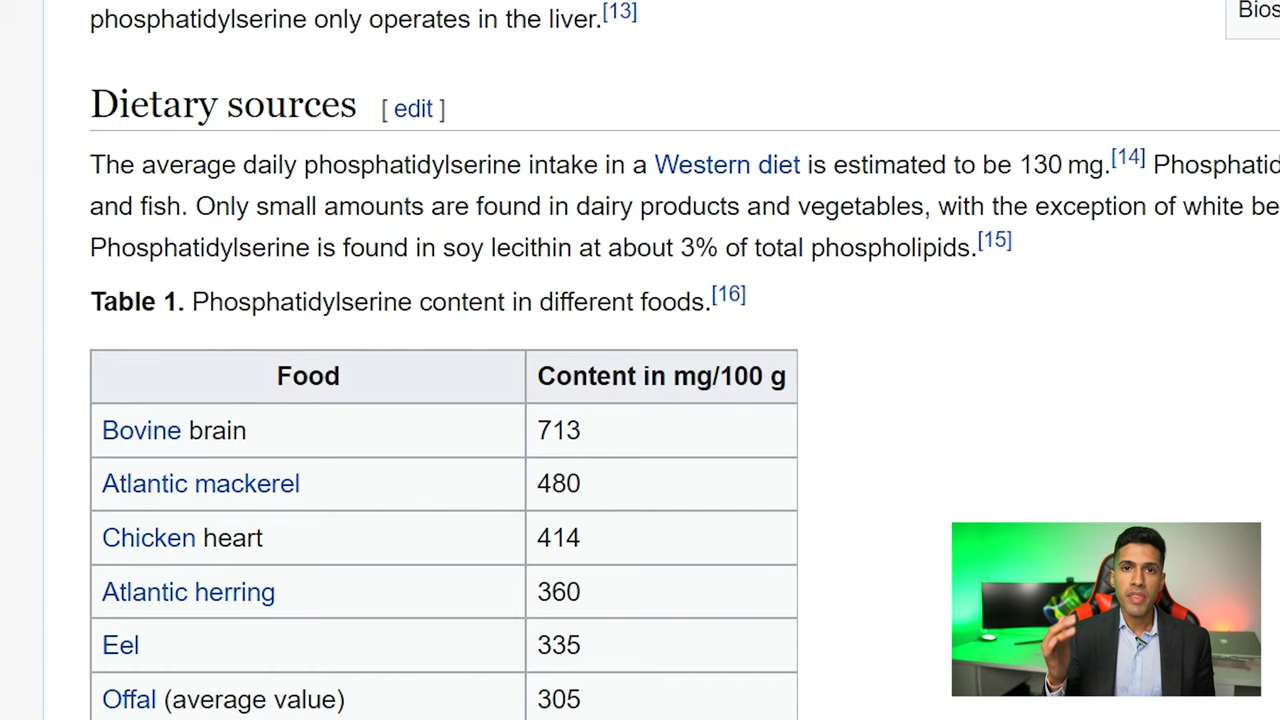 phosphatidylserine only operates in the liver.[13]
Bios
Dietary sources [ edit ]
The average daily phosphatidylserine intake in a Western diet is estimated to be 130 mg.[14] Phosphatid
and fish. Only small amounts are found in dairy products and vegetables, with the exception of white be
Phosphatidylserine is found in soy lecithin at about 3% of total phospholipids.[15]
Table 1. Phosphatidylserine content in different foods.[16]
Food Content in mg/100 g
Bovine brain 713
Atlantic mackerel 480
Chicken heart 414
Atlantic herring 360
Eel 335
Offal (average value) 305